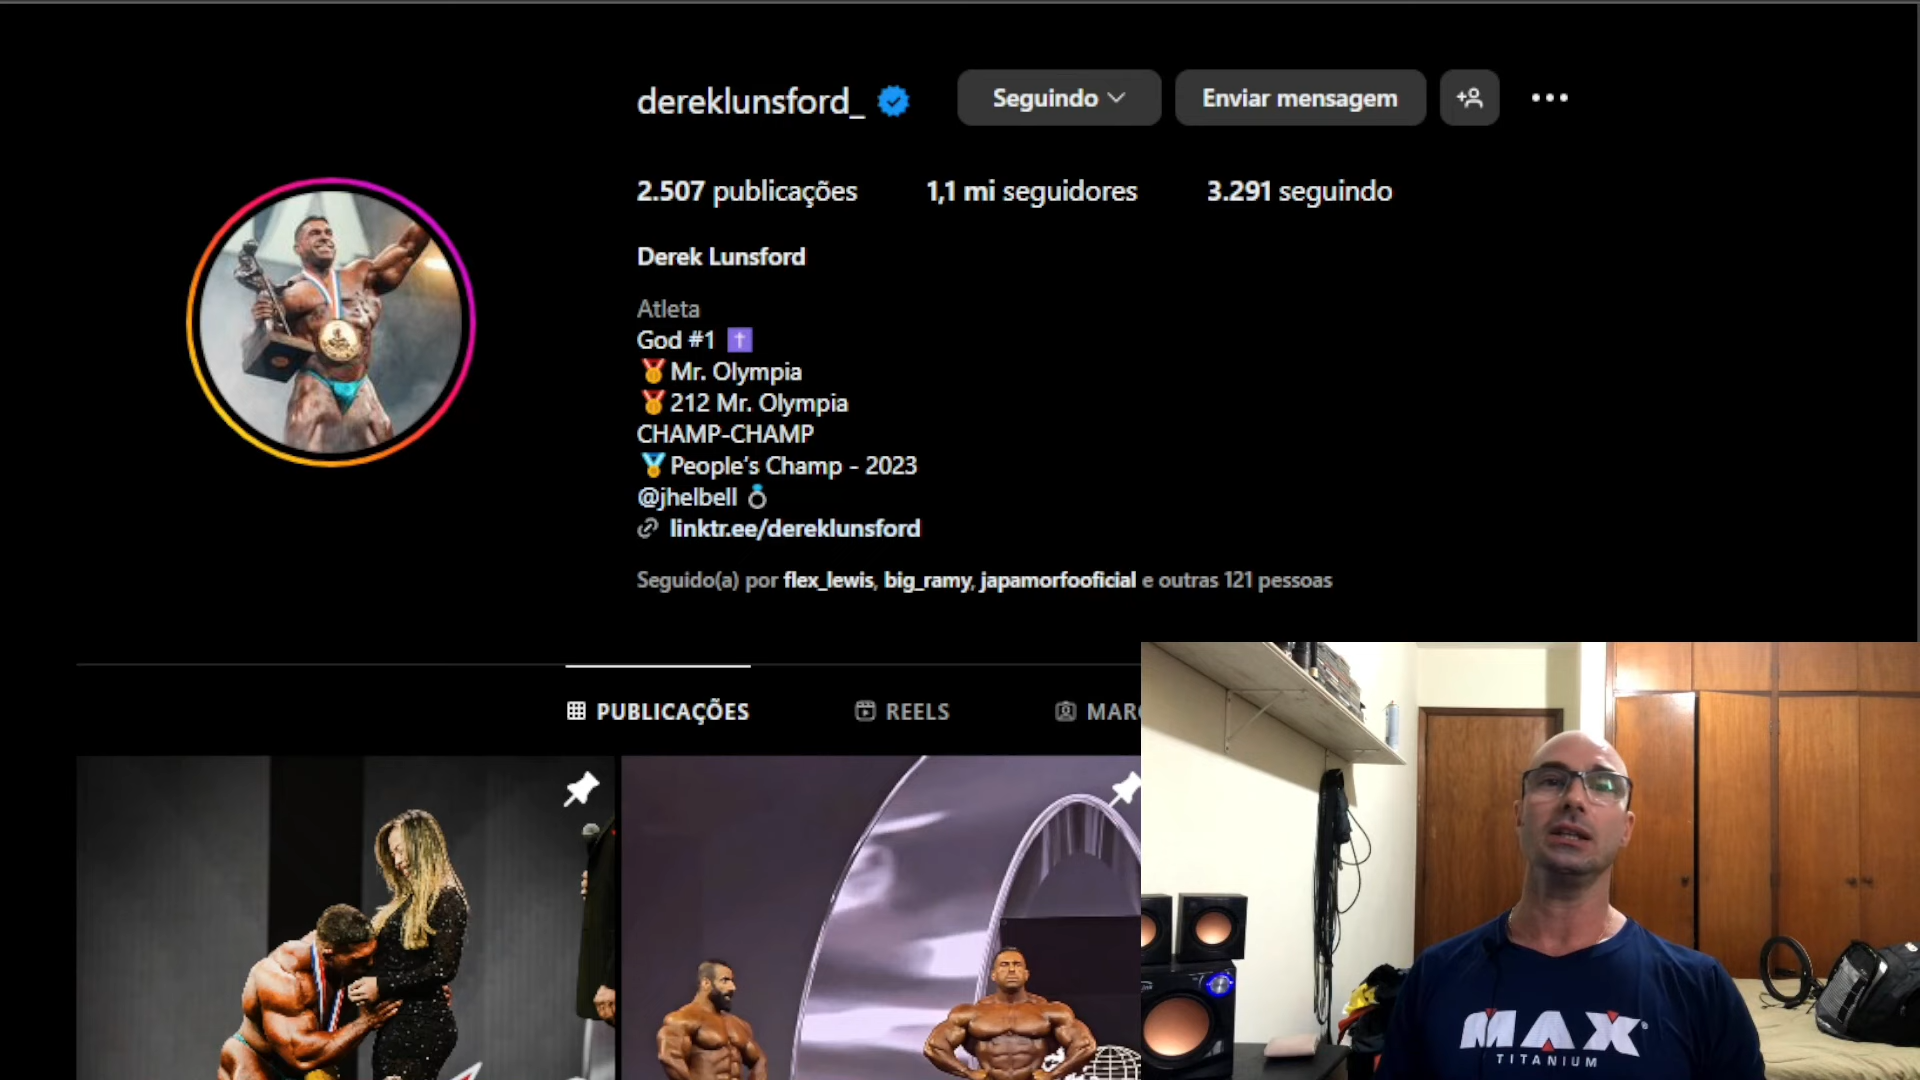 dereklunsford_
Seguindo
Enviar mensagem
2.507 publicações 1,1 mi seguidores 3.291 seguindo
Derek Lunsford
Atleta
God #1 ✝️
🏅Mr. Olympia
🏅212 Mr. Olympia
CHAMP-CHAMP
🏅People’s Champ - 2023
@jhelbell 💍
linktr.ee/dereklunsford
Seguido(a) por flex_lewis, big_ramy, japamorfooficial e outras 121 pessoas
PUBLICAÇÕES REELS MARC
MAX
TITANIUM